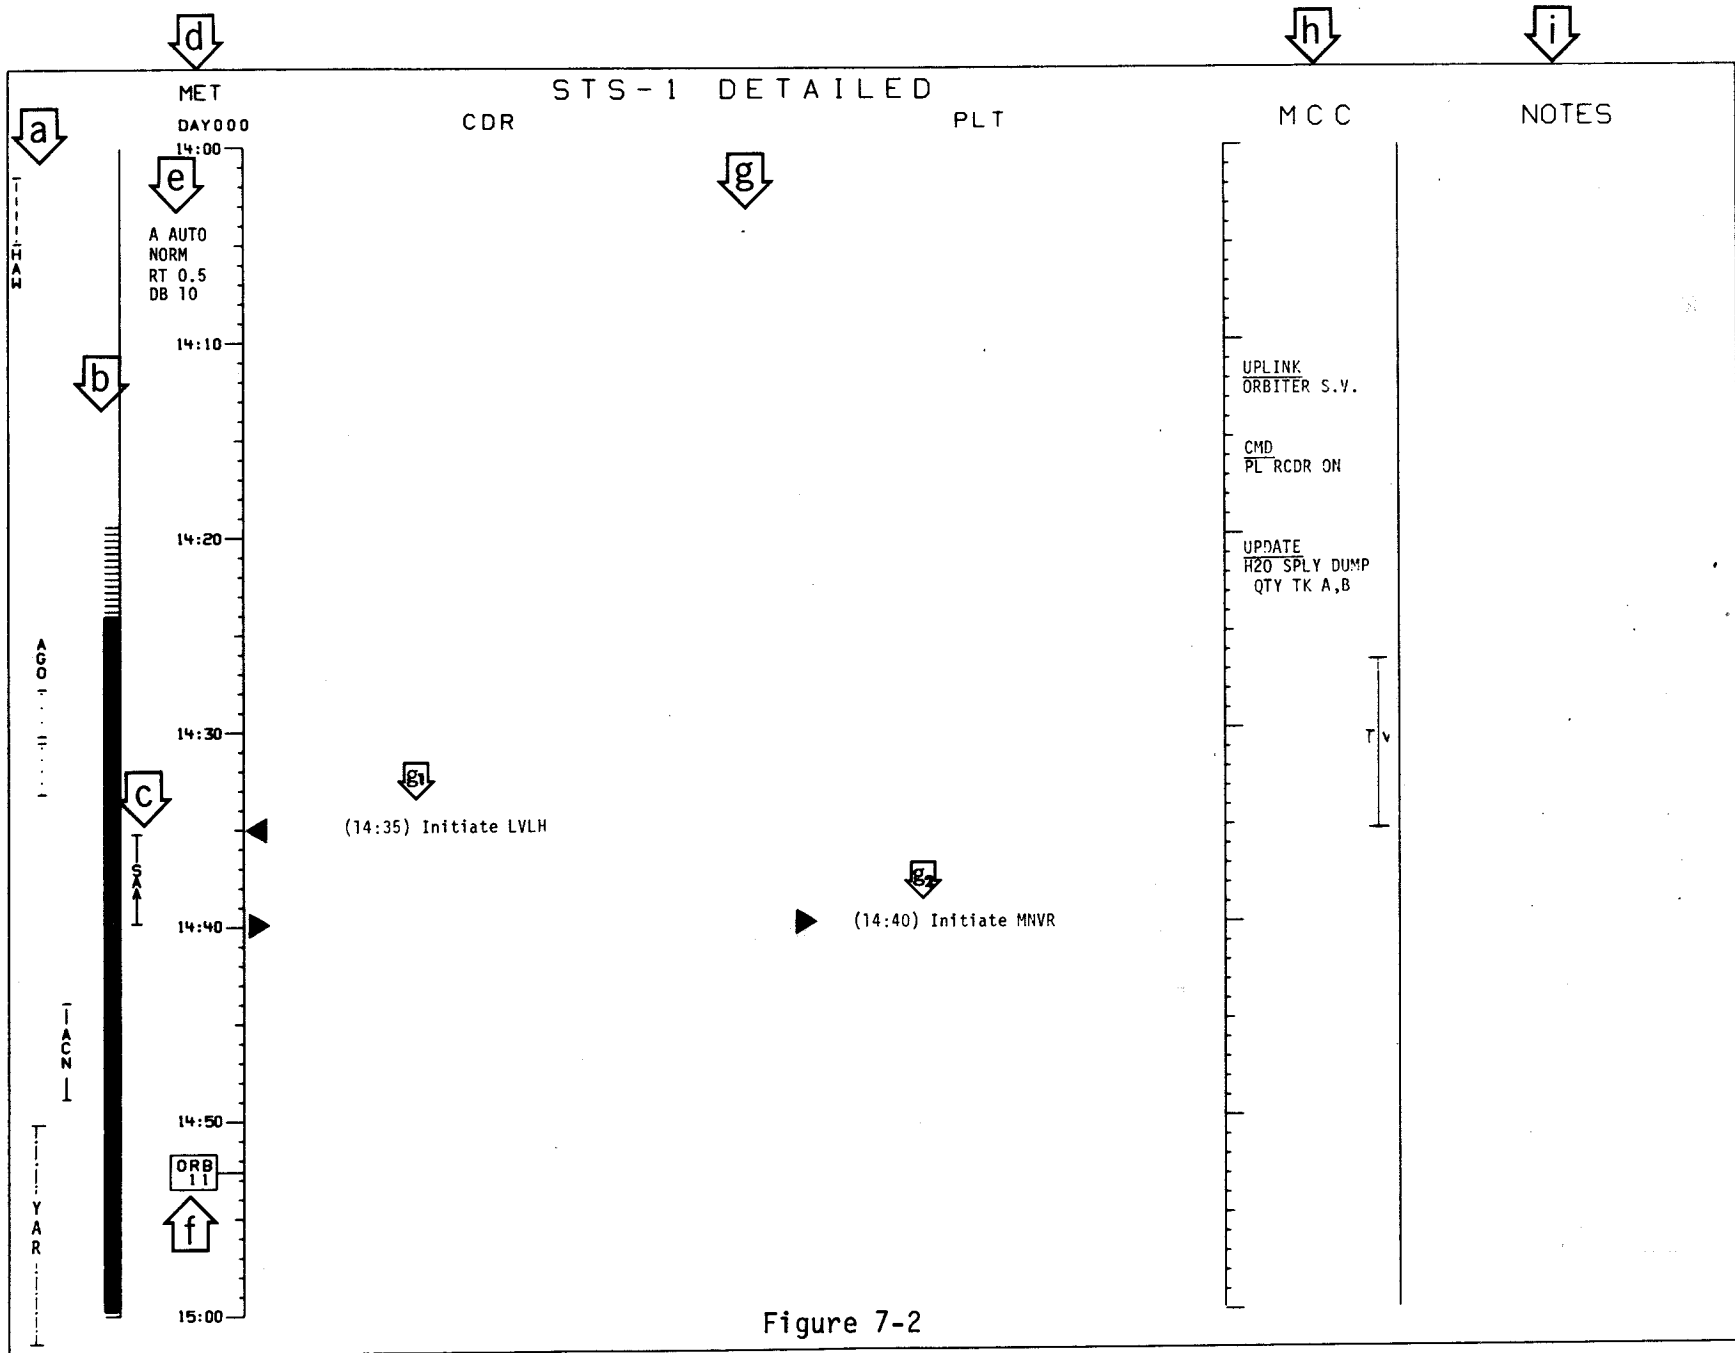 d
h
i
STS-1 DETAILED
MET
DAY000
CDR
PLT
MCC
NOTES
a
14:00
e
g
HAW
A AUTO
NORM
RT 0.5
DB 10
14:10
b
UPLINK
ORBITER S.V.
CMD
PL RCDR ON
14:20
UPDATE
H2O SPLY DUMP
QTY TK A,B
AGO
14:30
TV
c
g1
(14:35) Initiate LVLH
SAA
g2
14:40
(14:40) Initiate MNVR
ACN
14:50
ORB
11
YAR
f
15:00
Figure 7-2